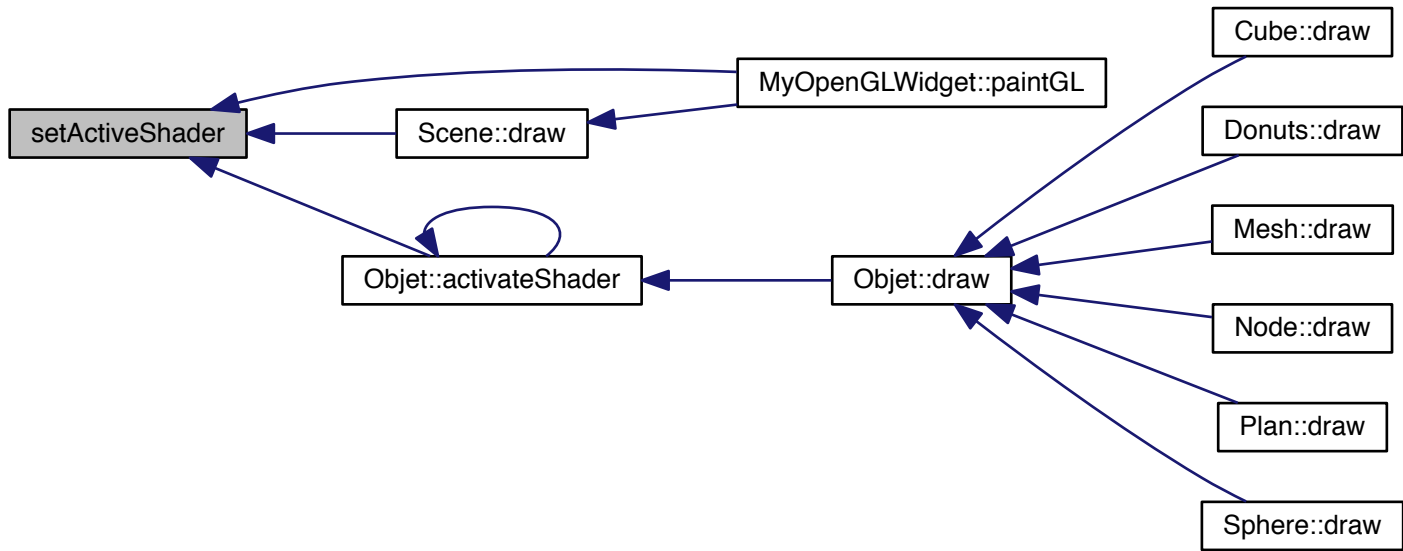 setActiveShader
MyOpenGLWidget::paintGL
Scene::draw
Objet::activateShader
Objet::draw
Cube::draw
Donuts::draw
Mesh::draw
Node::draw
Plan::draw
Sphere::draw